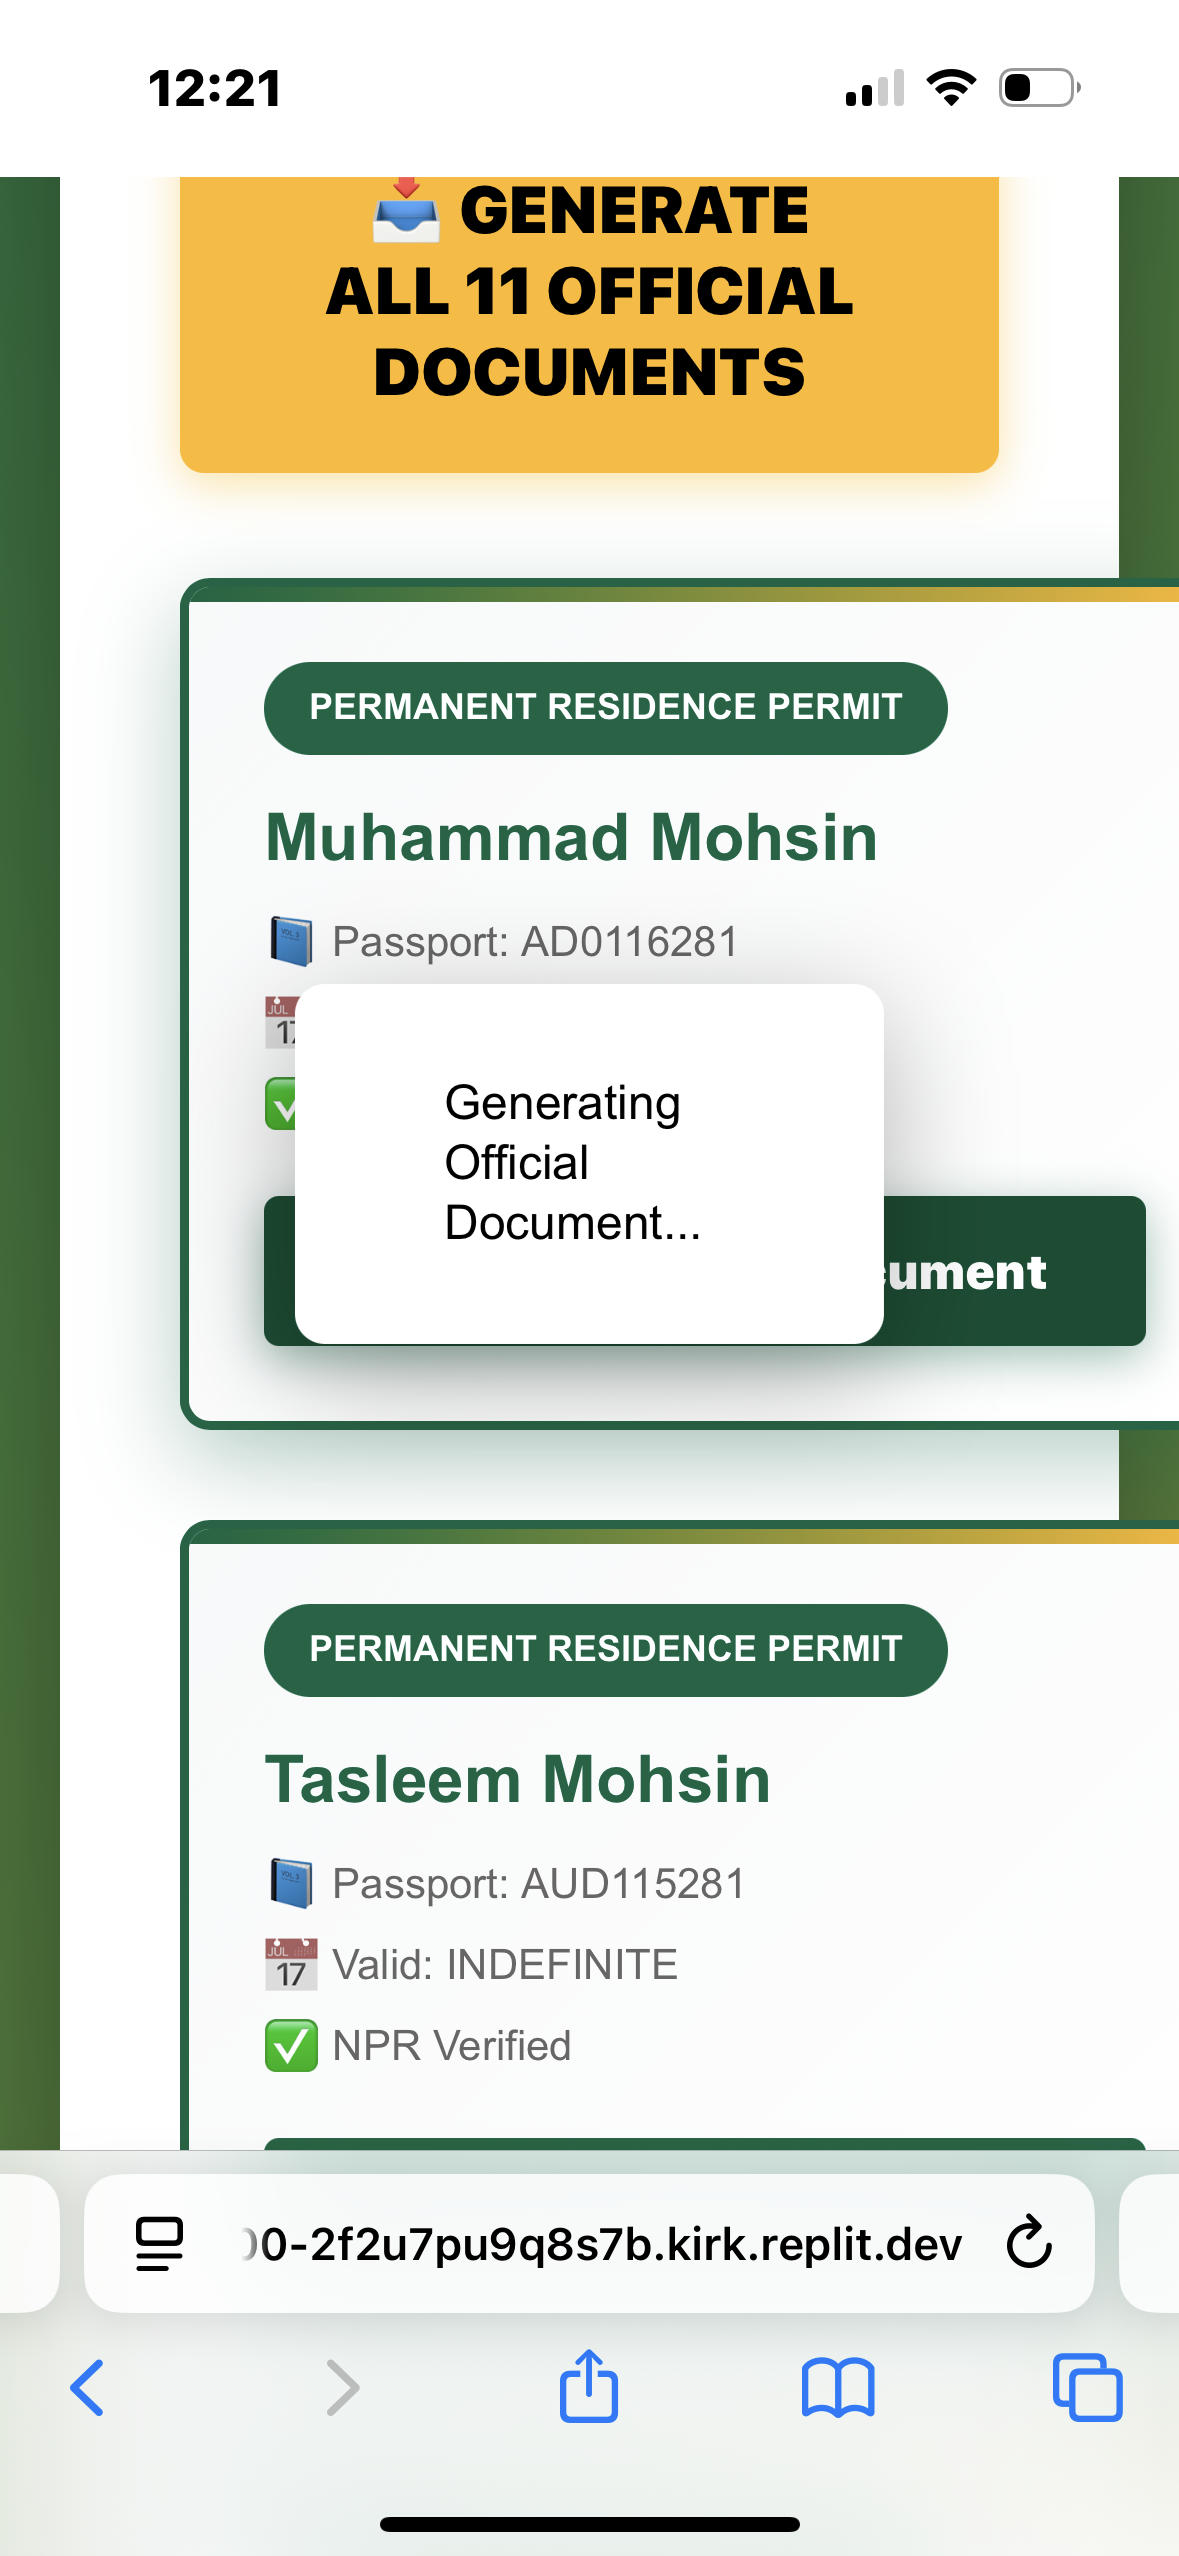 12:21
GENERATE
ALL 11 OFFICIAL
DOCUMENTS
PERMANENT RESIDENCE PERMIT
Muhammad Mohsin
Passport: AD0116281
JUL
17
Generating
Official
Document...
cument
PERMANENT RESIDENCE PERMIT
Tasleem Mohsin
Passport: AUD115281
JUL
17
Valid: INDEFINITE
NPR Verified
0-2f2u7pu9q8s7b.kirk.replit.dev